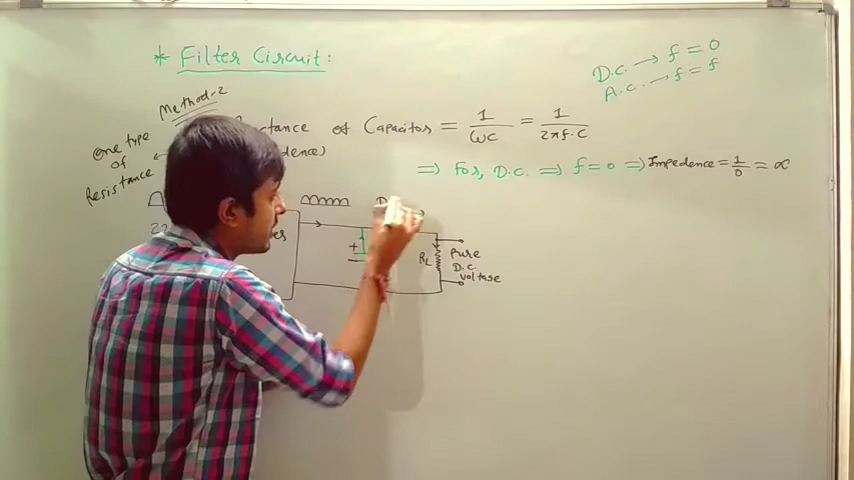 * Filter Circuit:
D.C. → f = 0
A.C. → f = f
Method-2
of Capacitor = 1/ωC = 1/2πf.C
one type
of
Resistance
⇒ for, D.C. ⇒ f = 0 ⇒ Impedence = 1/0 = ∝
22
D
+
RL
Pure
D.C.
Voltage